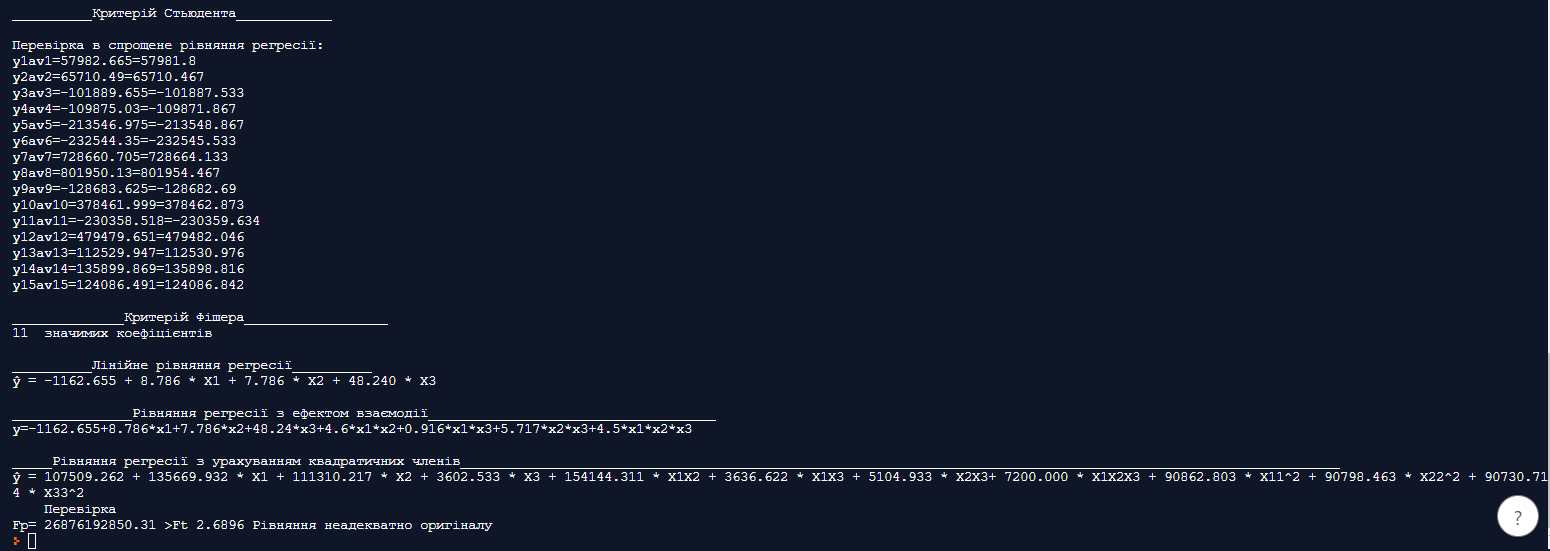 __________Критерій Стьюдента____________
Перевірка в спрощене рівняння регресії:
y1av1=57982.665=57981.8
y2av2=65710.49=65710.467
y3av3=-101889.655=-101887.533
y4av4=-109875.03=-109871.867
y5av5=-213546.975=-213548.867
y6av6=-232544.35=-232545.533
y7av7=728660.705=728664.133
y8av8=801950.13=801954.467
y9av9=-128683.625=-128682.69
y10av10=378461.999=378462.873
y11av11=-230358.518=-230359.634
y12av12=479479.651=479482.046
y13av13=112529.947=112530.976
y14av14=135899.869=135898.816
y15av15=124086.491=124086.842
______________Критерій Фішера__________________
11  значимих коефіцієнтів
__________Лінійне рівняння регресії__________
ŷ = -1162.655 + 8.786 * X1 + 7.786 * X2 + 48.240 * X3
_______________Рівняння регресії з ефектом взаємодії____________________________________
y=-1162.655+8.786*x1+7.786*x2+48.24*x3+4.6*x1*x2+0.916*x1*x3+5.717*x2*x3+4.5*x1*x2*x3
_____Рівняння регресії з урахуванням квадратичних членів______________________________________________________________________________________________________________
ŷ = 107509.262 + 135669.932 * X1 + 111310.217 * X2 + 3602.533 * X3 + 154144.311 * X1X2 + 3636.622 * X1X3 + 5104.933 * X2X3+ 7200.000 * X1X2X3 + 90862.803 * X11^2 + 90798.463 * X22^2 + 90730.71
4 * X33^2
    Перевірка
Fp= 26876192850.31 >Ft 2.6896 Рівняння неадекватно оригіналу
>
?